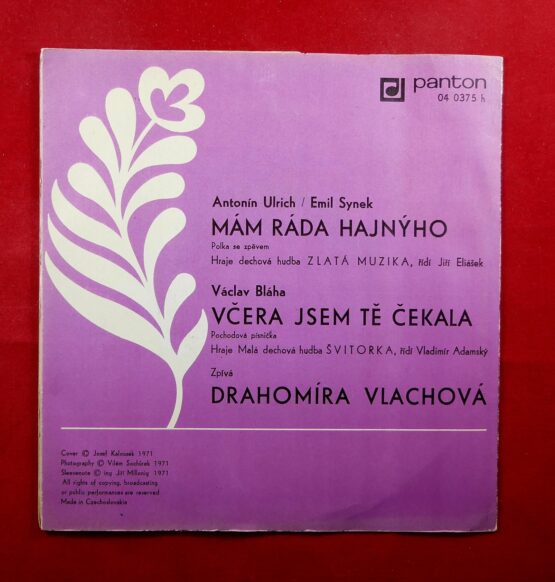 panton
04 0375 h
Antonín Ulrich / Emil Synek
MÁM RÁDA HAJNÝHO
Polka se zpěvem
Hraje dechová hudba ZLATÁ MUZIKA, řídí Jiří Eliášek
Václav Bláha
VČERA JSEM TĚ ČEKALA
Pochodová písnička
Hraje Malá dechová hudba ŠVITORKA, řídí Vladimír Adamský
Zpívá
DRAHOMÍRA VLACHOVÁ
Cover © Josef Kalousek 1971
Photography © Vilém Sochůrek 1971
Sleevenote © ing Jiří Millonig 1971
All rights of copying, broadcasting
or public performances are reserved
Made in Czechoslovakia